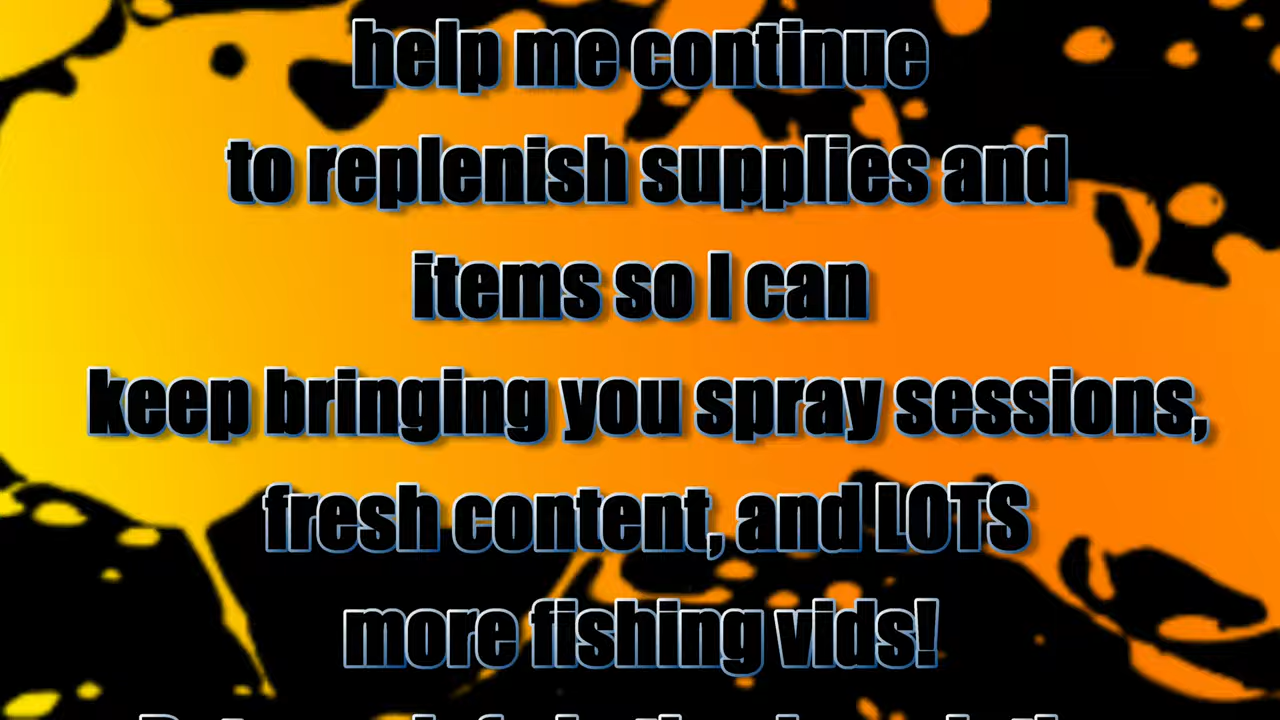 help me continue
to replenish supplies and
items so I can
keep bringing you spray sessions,
fresh content, and LOTS
more fishing vids!